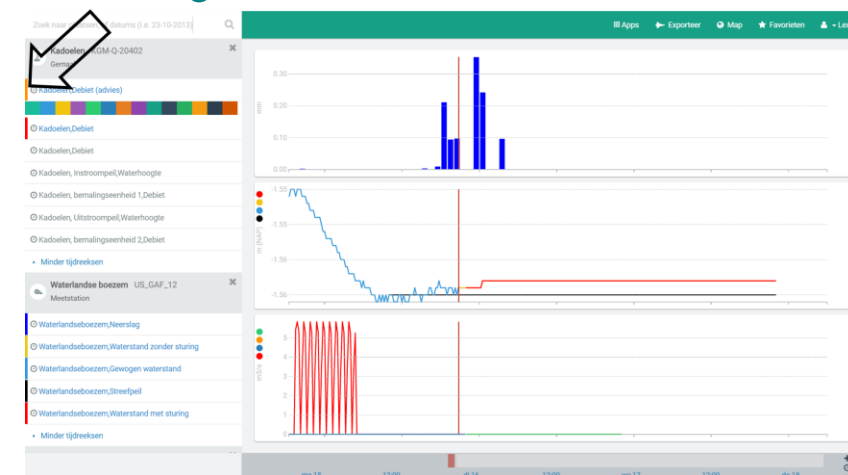 Zoek naar datums (i.e. 23-10-2013)
Apps Exporteer Map Favorieten
Kadoelen KGM-Q-20402
Kadoelen,Debiet (advies)
Kadoelen,Debiet
Kadoelen,Debiet
Kadoelen, Instroompeil,Waterhoogte
Kadoelen, bemalingseenheid 1,Debiet
Kadoelen, Uitstroompeil,Waterhoogte
Kadoelen, bemalingseenheid 2,Debiet
Minder tijdreeksen
Waterlandse boezem US_GAF_12
Meetstation
Waterlandseboezem,Neerslag
Waterlandseboezem,Waterstand zonder sturing
Waterlandseboezem,Gewogen waterstand
Waterlandseboezem,Streefpeil
Waterlandseboezem,Waterstand met sturing
Minder tijdreeksen
0.30
0.20
mm
0.10
0.00
-1.55
-1.55
m (NAP)
-1.56
-1.56
5
4
m3/s
3
2
1
0
12:00 12:00 12:00